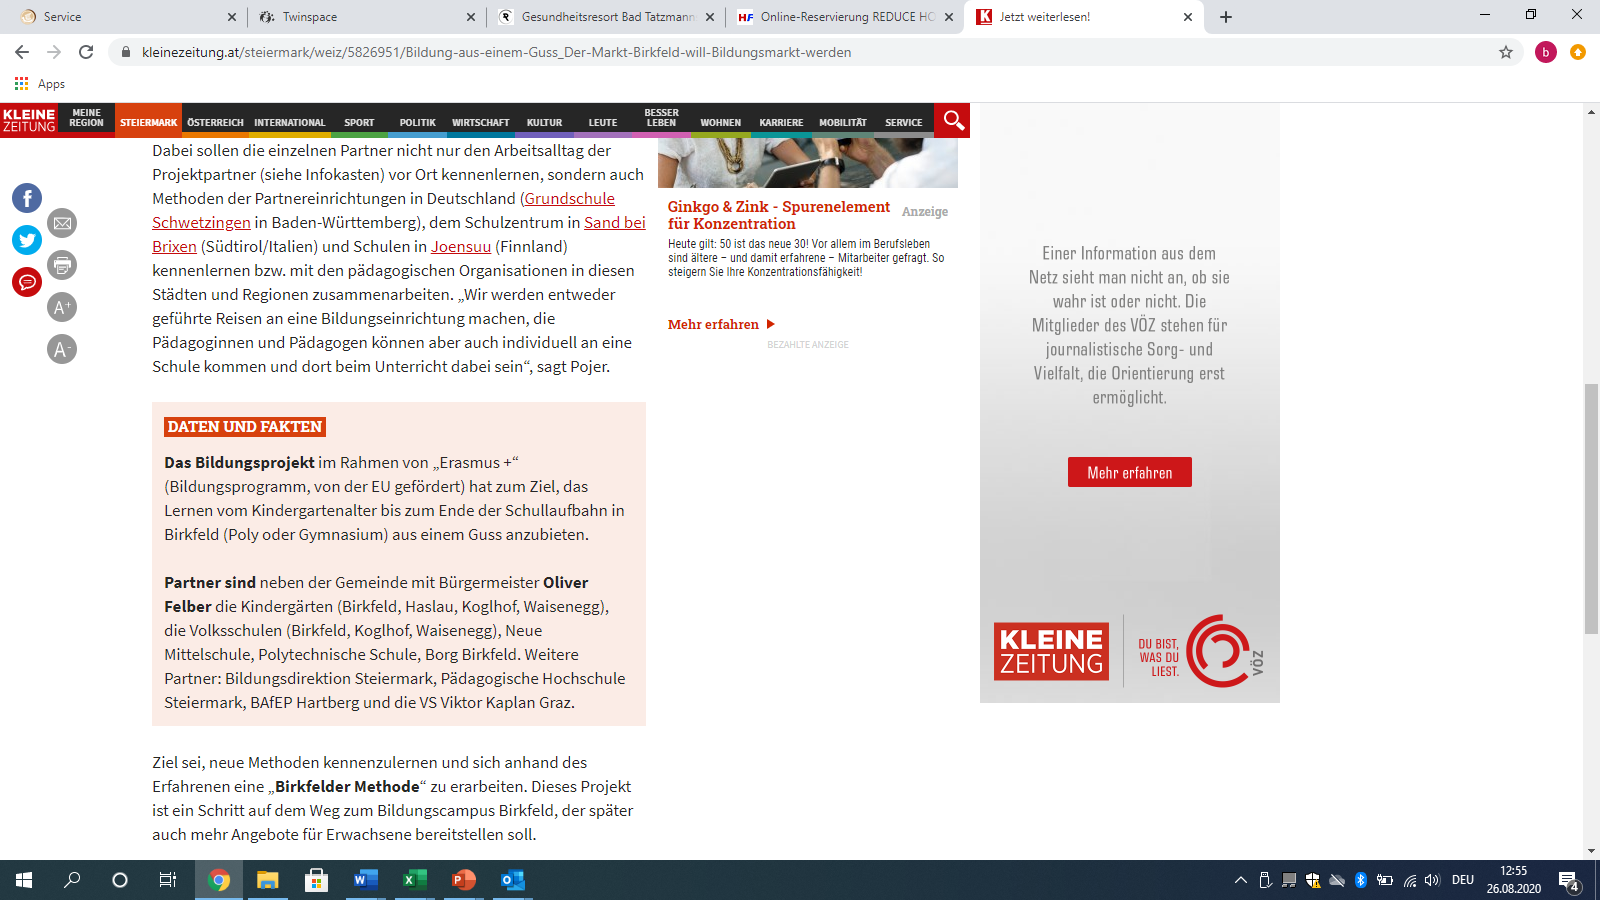 Service
Twinspace
Gesundheitsresort Bad Tatzmann
Online-Reservierung REDUCE HO
Jetzt weiterlesen!
kleinezeitung.at/steiermark/weiz/5826951/Bildung-aus-einem-Guss_Der-Markt-Birkfeld-will-Bildungsmarkt-werden
b
Apps
KLEINE
ZEITUNG
MEINE
REGION
STEIERMARK
ÖSTERREICH
INTERNATIONAL
SPORT
POLITIK
WIRTSCHAFT
KULTUR
LEUTE
BESSER
LEBEN
WOHNEN
KARRIERE
MOBILITÄT
SERVICE
Dabei sollen die einzelnen Partner nicht nur den Arbeitsalltag der
Projektpartner (siehe Infokasten) vor Ort kennenlernen, sondern auch
Methoden der Partnereinrichtungen in Deutschland (Grundschule
Schwetzingen in Baden-Württemberg), dem Schulzentrum in Sand bei
Brixen (Südtirol/Italien) und Schulen in Joensuu (Finnland)
kennenlernen bzw. mit den pädagogischen Organisationen in diesen
Städten und Regionen zusammenarbeiten. „Wir werden entweder
geführte Reisen an eine Bildungseinrichtung machen, die
Pädagoginnen und Pädagogen können aber auch individuell an eine
Schule kommen und dort beim Unterricht dabei sein“, sagt Pojer.
A+
A-
DATEN UND FAKTEN
Das Bildungsprojekt im Rahmen von „Erasmus +“
(Bildungsprogramm, von der EU gefördert) hat zum Ziel, das
Lernen vom Kindergartenalter bis zum Ende der Schullaufbahn in
Birkfeld (Poly oder Gymnasium) aus einem Guss anzubieten.
Partner sind neben der Gemeinde mit Bürgermeister Oliver
Felber die Kindergärten (Birkfeld, Haslau, Koglhof, Waisenegg),
die Volksschulen (Birkfeld, Koglhof, Waisenegg), Neue
Mittelschule, Polytechnische Schule, Borg Birkfeld. Weitere
Partner: Bildungsdirektion Steiermark, Pädagogische Hochschule
Steiermark, BAfEP Hartberg und die VS Viktor Kaplan Graz.
Ziel sei, neue Methoden kennenzulernen und sich anhand des
Erfahrenen eine „Birkfelder Methode“ zu erarbeiten. Dieses Projekt
ist ein Schritt auf dem Weg zum Bildungscampus Birkfeld, der später
auch mehr Angebote für Erwachsene bereitstellen soll.
Ginkgo & Zink - Spurenelement
für Konzentration
Anzeige
Heute gilt: 50 ist das neue 30! Vor allem im Berufsleben
sind ältere – und damit erfahrene – Mitarbeiter gefragt. So
steigern Sie Ihre Konzentrationsfähigkeit!
Mehr erfahren
BEZAHLTE ANZEIGE
Einer Information aus dem
Netz sieht man nicht an, ob sie
wahr ist oder nicht. Die
Mitglieder des VÖZ stehen für
journalistische Sorg- und
Vielfalt, die Orientierung erst
ermöglicht.
Mehr erfahren
KLEINE
ZEITUNG
DU BIST,
WAS DU
LIEST.
VÖZ
DEU
12:55
26.08.2020
4